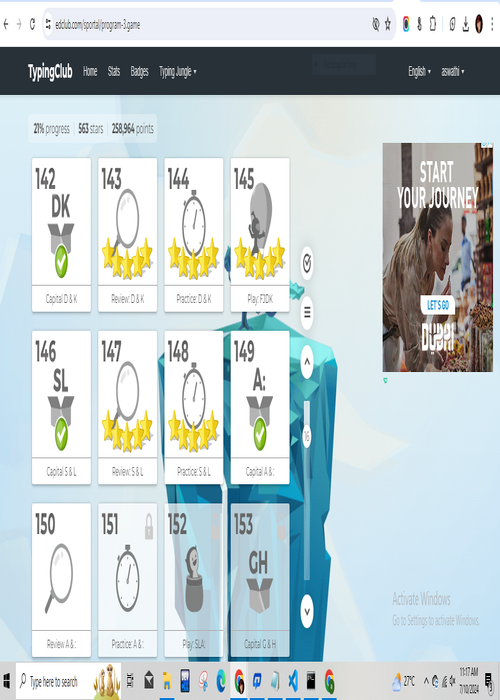 edclub.com/sportal/program-3.game
TypingClub Home Stats Badges Typing Jungle English aswathi
21% progress 563 stars 258,964 points
142 143 144 145
DK
Capital D & K Review: D & K Practice: D & K Play: FJDK
START
YOUR JOURNEY
LET'S GO
DUBAI
146 147 148 149
SL A:
Capital S & L Review: S & L Practice: S & L Capital A & :
16
150 151 152 153
GH
Review A & : Practice: A & : Play: SLA: Capital G & H
Activate Windows
Go to Settings to activate Windows.
Type here to search
27°C
11:17 AM
7/10/2024